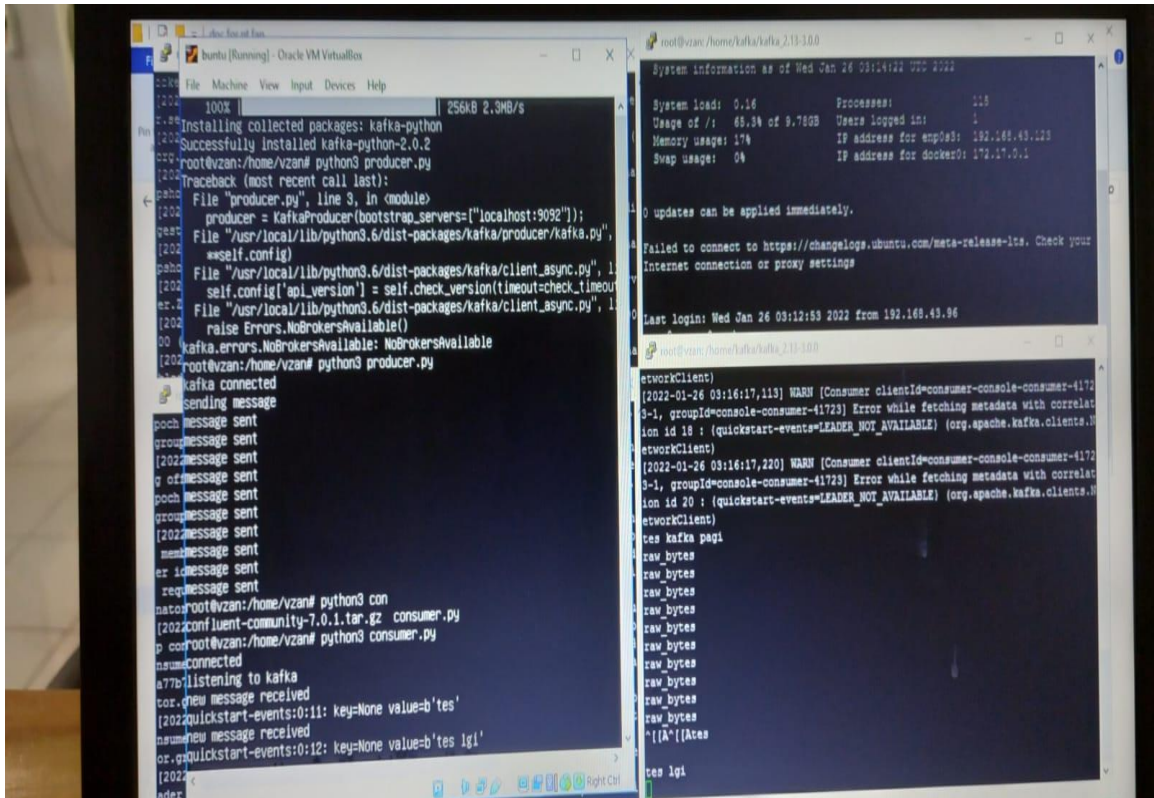 doc for pd fan
buntu [Running] - Oracle VM VirtualBox
File Machine View Input Devices Help
100% | | 256kB 2.3MB/s
Installing collected packages: kafka-python
Successfully installed kafka-python-2.0.2
root@vzan:/home/vzan# python3 producer.py
Traceback (most recent call last):
File "producer.py", line 3, in <module>
producer = KafkaProducer(bootstrap_servers=["localhost:9092"]);
File "/usr/local/lib/python3.6/dist-packages/kafka/producer/kafka.py",
**self.config)
File "/usr/local/lib/python3.6/dist-packages/kafka/client_async.py", l
self.config['api_version'] = self.check_version(timeout=check_timeou
File "/usr/local/lib/python3.6/dist-packages/kafka/client_async.py", l
raise Errors.NoBrokersAvailable()
kafka.errors.NoBrokersAvailable: NoBrokersAvailable
root@vzan:/home/vzan# python3 producer.py
kafka connected
sending message
message sent
message sent
message sent
message sent
message sent
message sent
message sent
message sent
message sent
message sent
root@vzan:/home/vzan# python3 con
confluent-community-7.0.1.tar.gz consumer.py
root@vzan:/home/vzan# python3 consumer.py
connected
listening to kafka
new message received
quickstart-events:0:11: key=None value=b'tes'
new message received
quickstart-events:0:12: key=None value=b'tes lgi'
Right Ctrl
root@vzan: /home/kafka/kafka_2.13-3.0.0
System information as of Wed Jan 26 03:14:22 UTC 2022
System load: 0.16 Processes: 118
Usage of /: 65.3% of 9.78GB Users logged in: 1
Memory usage: 17% IP address for enp0s3: 192.168.43.123
Swap usage: 0% IP address for docker0: 172.17.0.1
0 updates can be applied immediately.
Failed to connect to https://changelogs.ubuntu.com/meta-release-lts. Check your
Internet connection or proxy settings
Last login: Wed Jan 26 03:12:53 2022 from 192.168.43.96
root@vzan: /home/kafka/kafka_2.13-3.0.0
etworkClient)
[2022-01-26 03:16:17,113] WARN [Consumer clientId=consumer-console-consumer-4172
3-1, groupId=console-consumer-41723] Error while fetching metadata with correlat
ion id 18 : {quickstart-events=LEADER_NOT_AVAILABLE} (org.apache.kafka.clients.N
etworkClient)
[2022-01-26 03:16:17,220] WARN [Consumer clientId=consumer-console-consumer-4172
3-1, groupId=console-consumer-41723] Error while fetching metadata with correlat
ion id 20 : {quickstart-events=LEADER_NOT_AVAILABLE} (org.apache.kafka.clients.N
etworkClient)
tes kafka pagi
raw_bytes
raw_bytes
raw_bytes
raw_bytes
raw_bytes
raw_bytes
raw_bytes
raw_bytes
raw_bytes
raw_bytes
^[[A^[[Ates
tes lgi